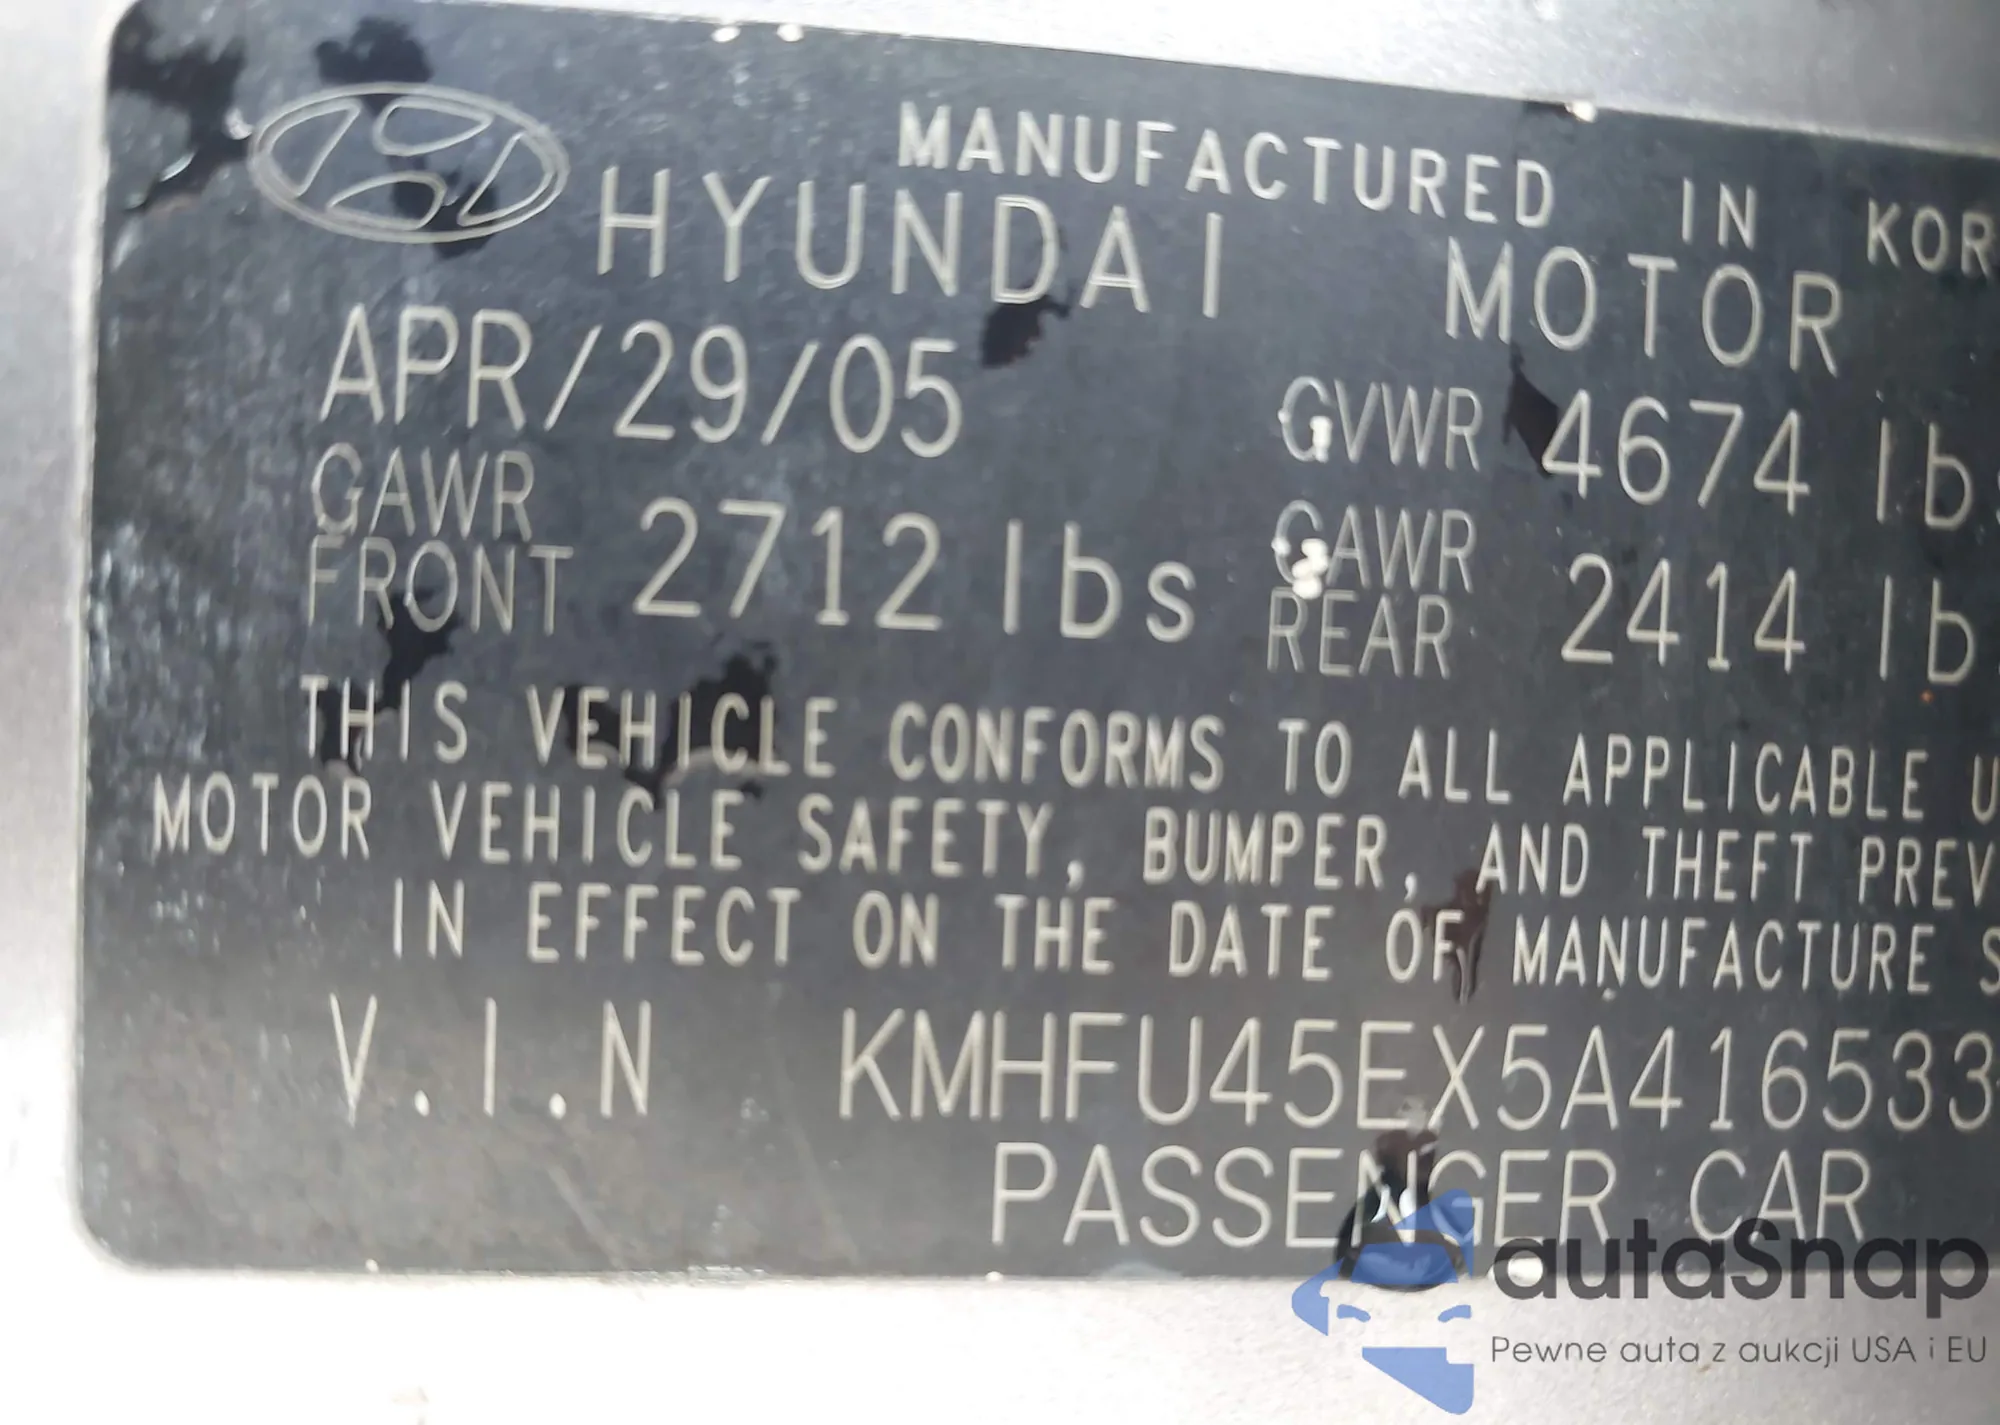 MANUFACTURED IN KOR
HYUNDAI MOTOR
APR/29/05 GVWR 4674 lbs
GAWR FRONT 2712 lbs GAWR REAR 2414 lb
THIS VEHICLE CONFORMS TO ALL APPLICABLE U
MOTOR VEHICLE SAFETY, BUMPER, AND THEFT PREV
IN EFFECT ON THE DATE OF MANUFACTURE S
V.I.N KMHFU45EX5A416533
PASSENGER CAR
autaSnap
Pewne auta z aukcji USA i EU